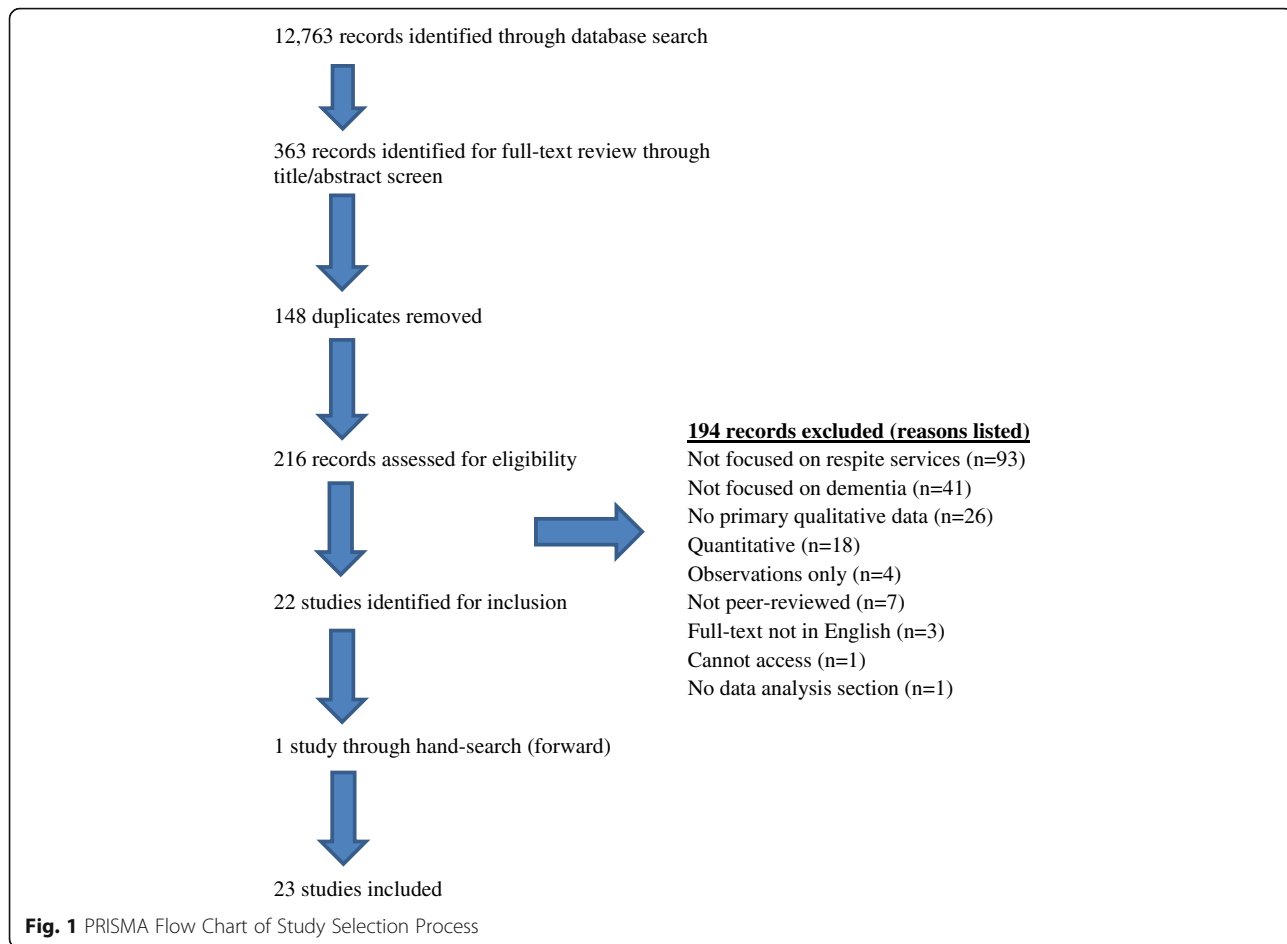 12,763 records identified through database search
363 records identified for full-text review through
title/abstract screen
148 duplicates removed
216 records assessed for eligibility
194 records excluded (reasons listed)
Not focused on respite services (n=93)
Not focused on dementia (n=41)
No primary qualitative data (n=26)
Quantitative (n=18)
Observations only (n=4)
Not peer-reviewed (n=7)
Full-text not in English (n=3)
Cannot access (n=1)
No data analysis section (n=1)
22 studies identified for inclusion
1 study through hand-search (forward)
23 studies included
Fig. 1 PRISMA Flow Chart of Study Selection Process